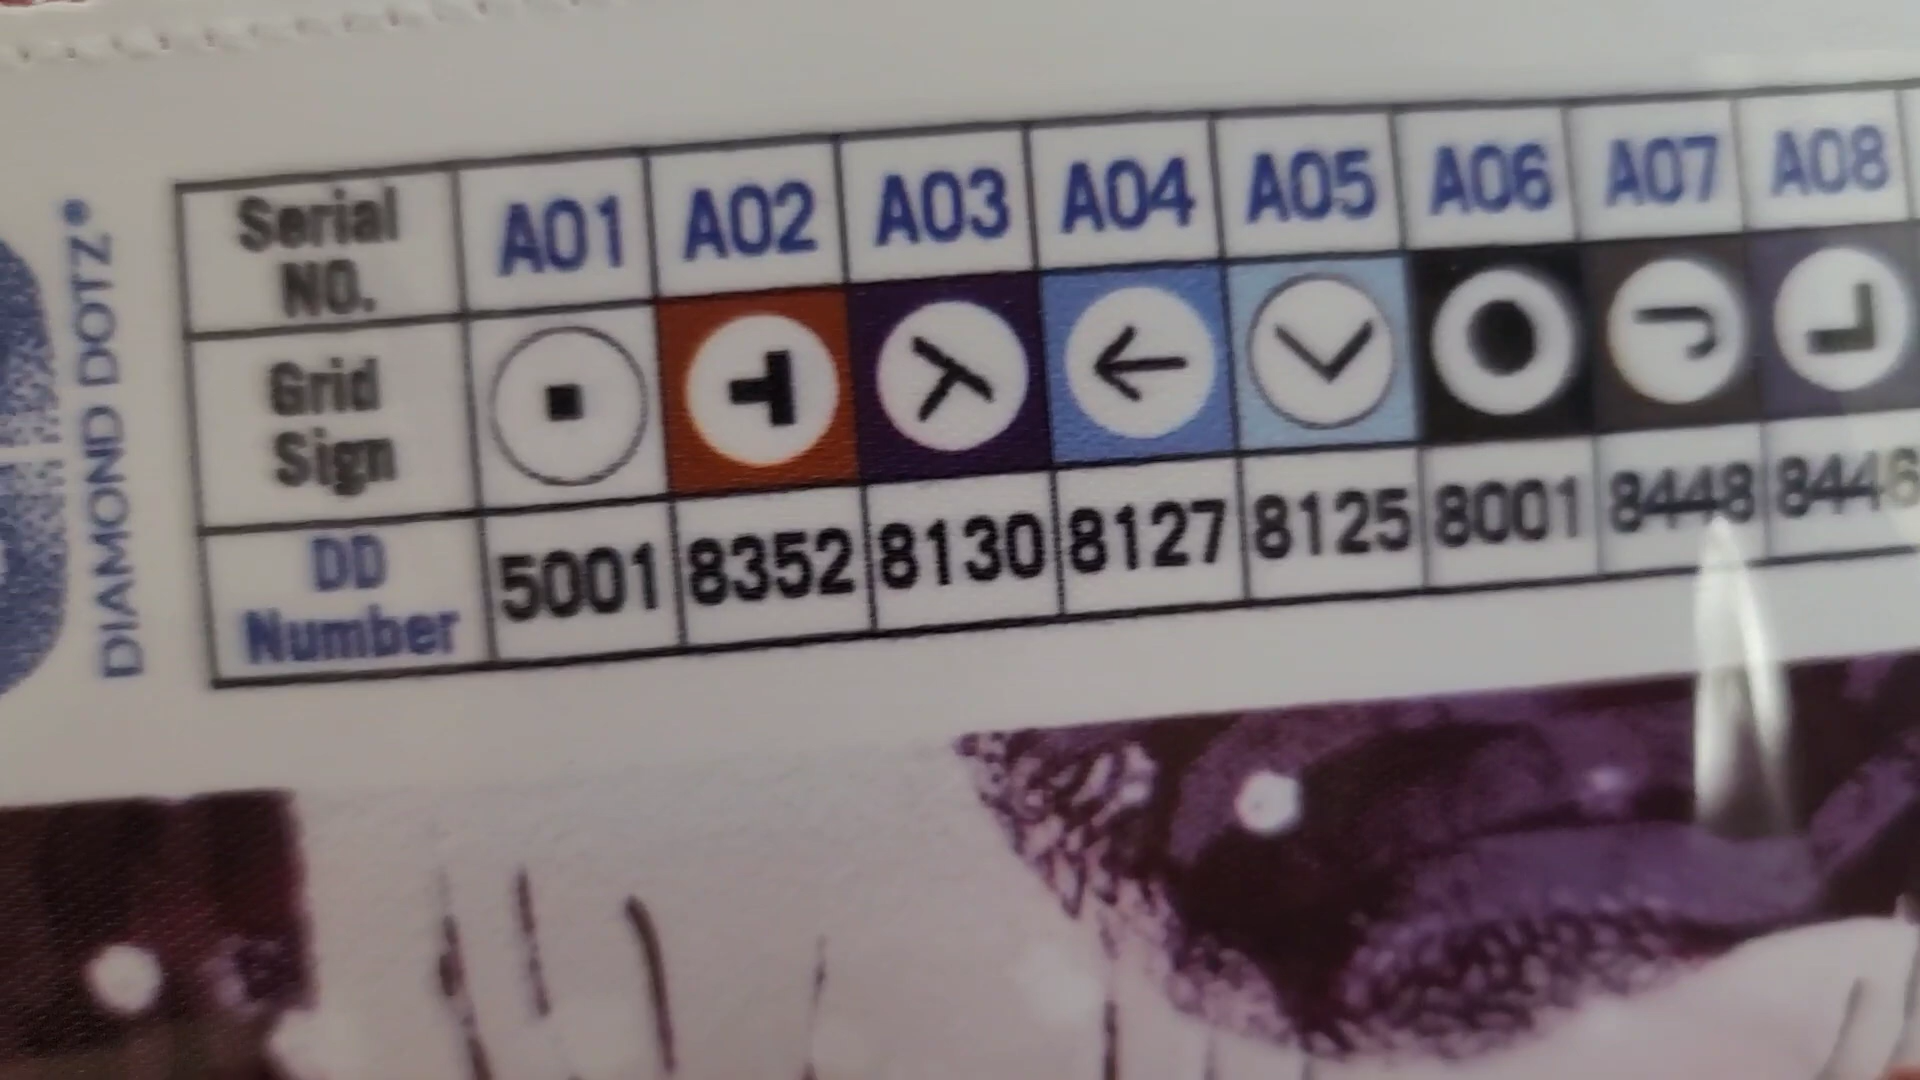 DIAMOND DOTZ®
Serial NO. A01 A02 A03 A04 A05 A06 A07 A08
Grid Sign
DD Number 5001 8352 8130 8127 8125 8001 8448 8446